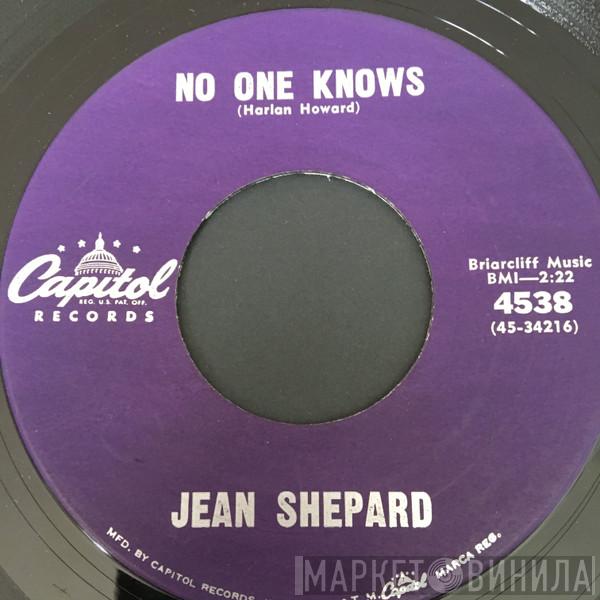 NO ONE KNOWS
(Harlan Howard)
Capitol
REG. U.S. PAT. OFF.
RECORDS
Briarcliff Music
BMI—2:22
4538
(45-34216)
JEAN SHEPARD
MFD. BY CAPITOL RECORDS, T. M. Capitol MARCA REG.
МАРКЕТ ВИНИЛА